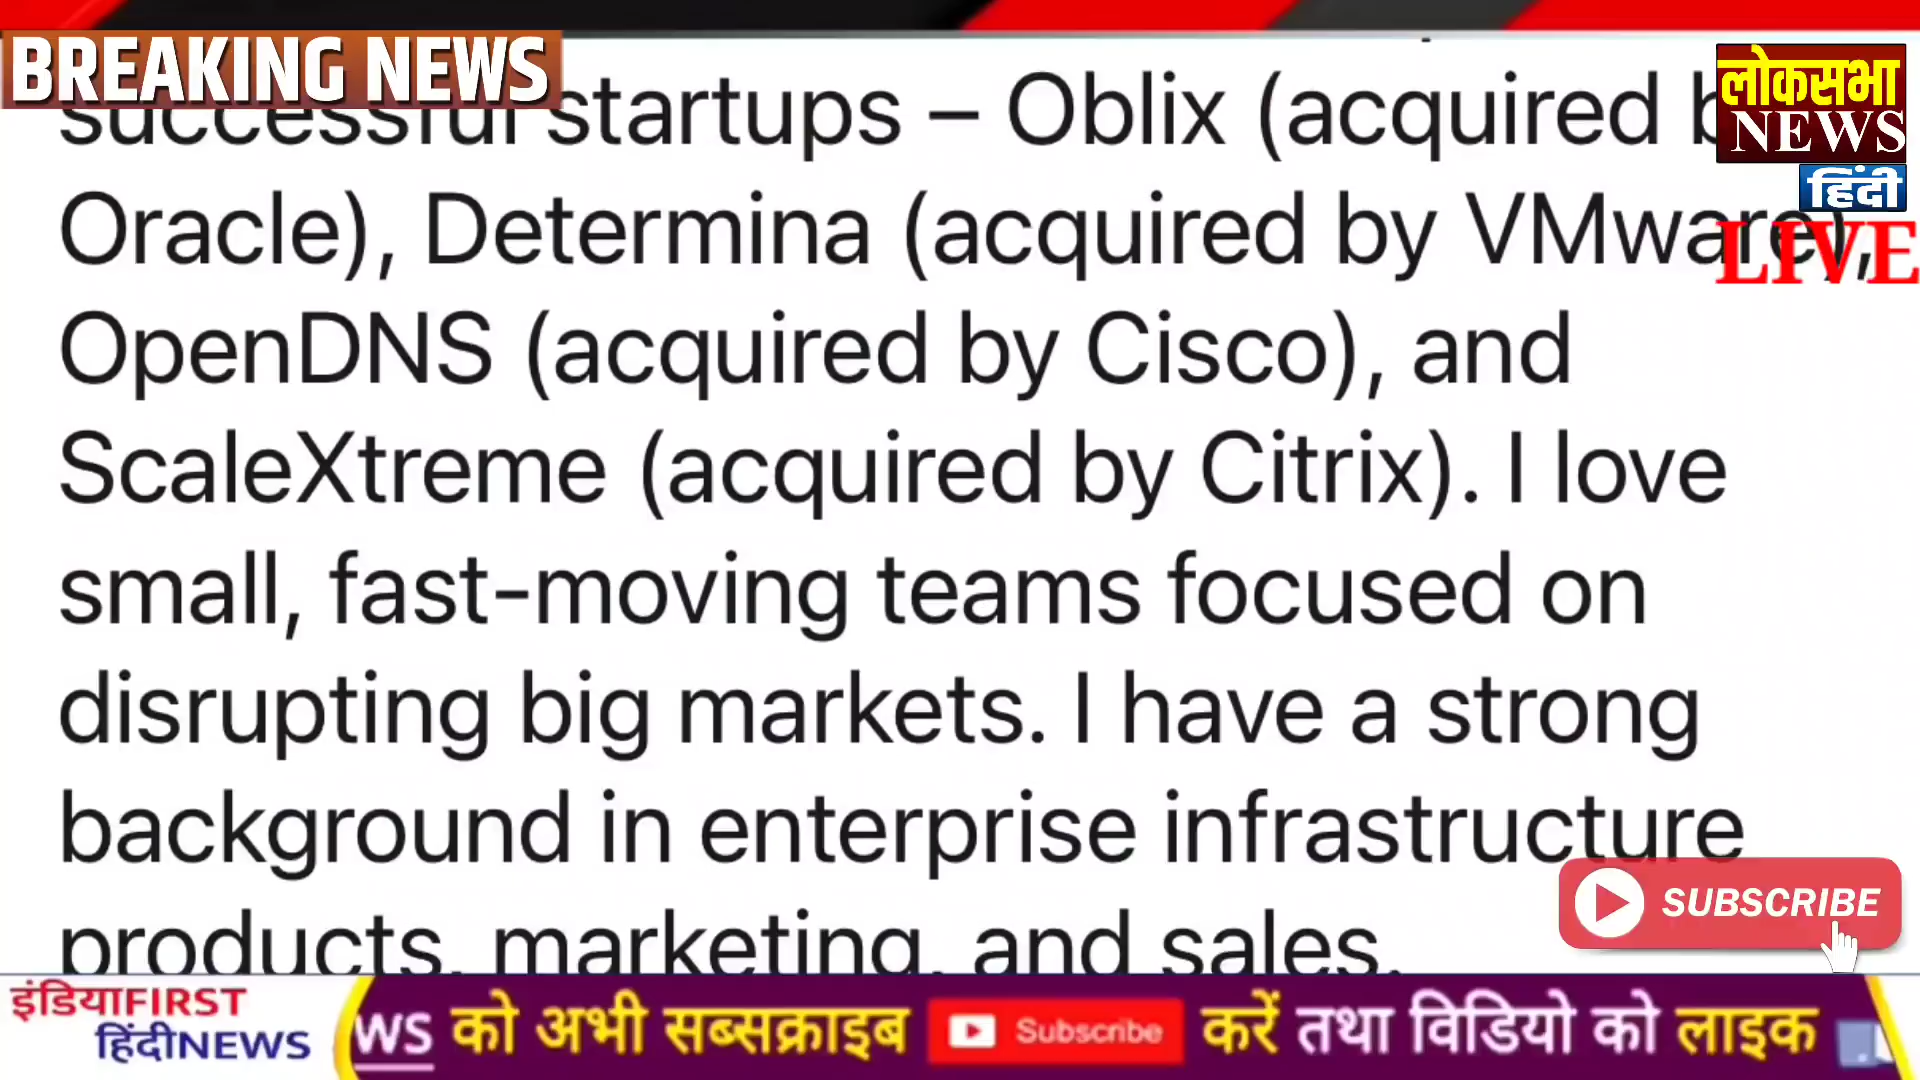 BREAKING NEWS
successful startups – Oblix (acquired
Oracle), Determina (acquired by VMware),
OpenDNS (acquired by Cisco), and
ScaleXtreme (acquired by Citrix). I love
small, fast-moving teams focused on
disrupting big markets. I have a strong
background in enterprise infrastructure
products, marketing, and sales.
लोकसभा
NEWS
हिंदी
LIVE
SUBSCRIBE
इंडियाFIRST
हिंदीNEWS
WS को अभी सब्सक्राइब Subscribe करें तथा विडियो को लाइक